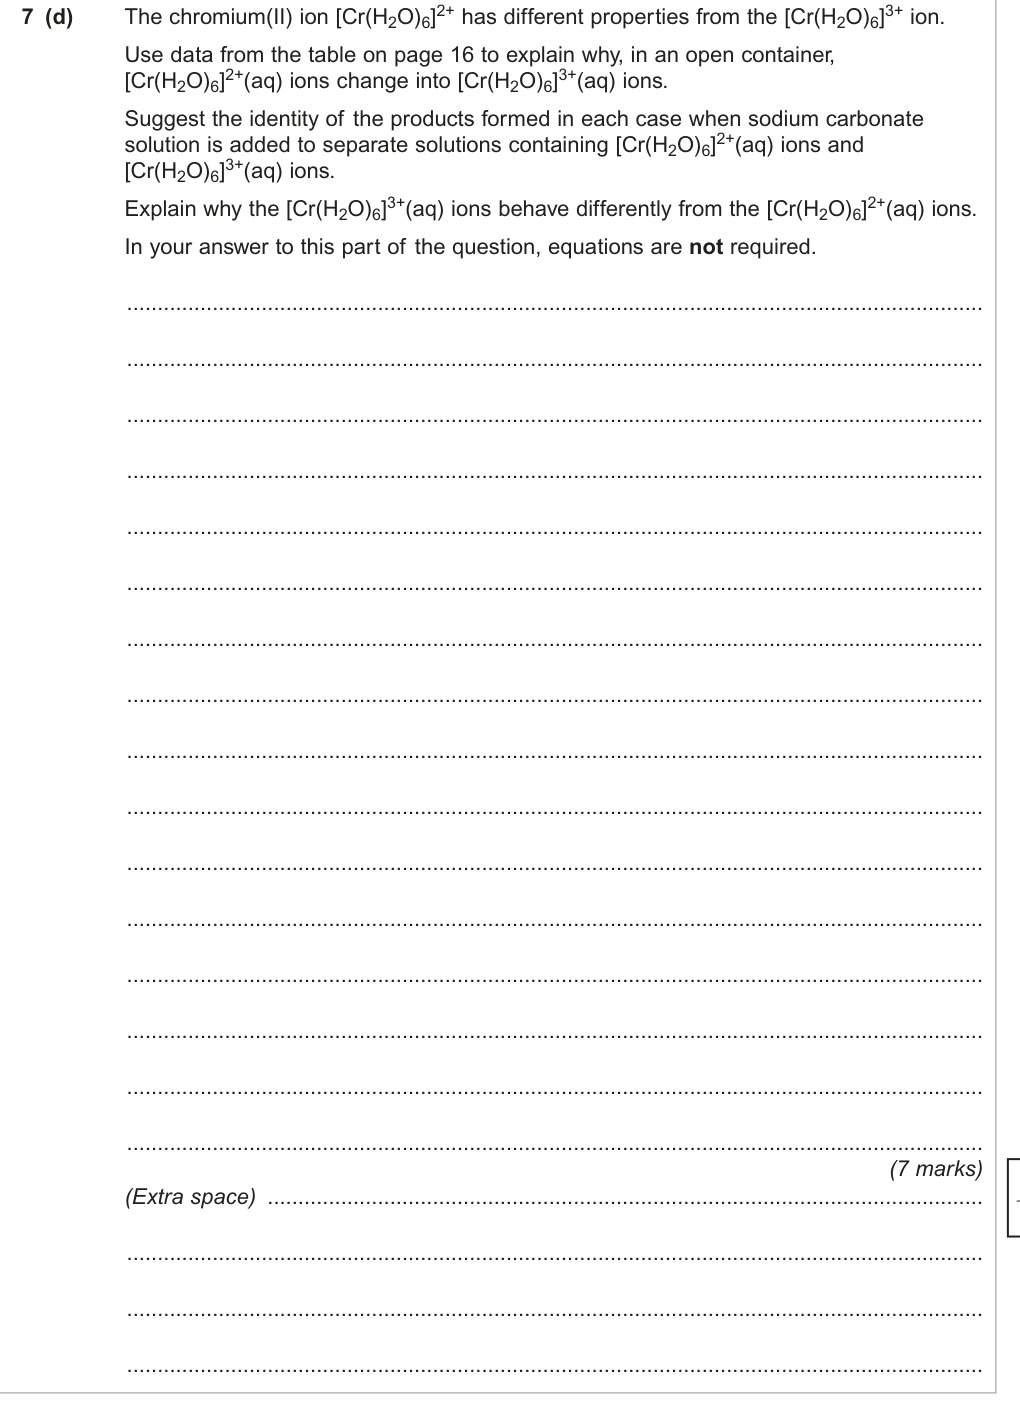 7 (d) The chromium(II) ion [Cr(H₂O)₆]²⁺ has different properties from the [Cr(H₂O)₆]³⁺ ion.
Use data from the table on page 16 to explain why, in an open container,
[Cr(H₂O)₆]²⁺(aq) ions change into [Cr(H₂O)₆]³⁺(aq) ions.
Suggest the identity of the products formed in each case when sodium carbonate
solution is added to separate solutions containing [Cr(H₂O)₆]²⁺(aq) ions and
[Cr(H₂O)₆]³⁺(aq) ions.
Explain why the [Cr(H₂O)₆]³⁺(aq) ions behave differently from the [Cr(H₂O)₆]²⁺(aq) ions.
In your answer to this part of the question, equations are not required.
(7 marks)
(Extra space)